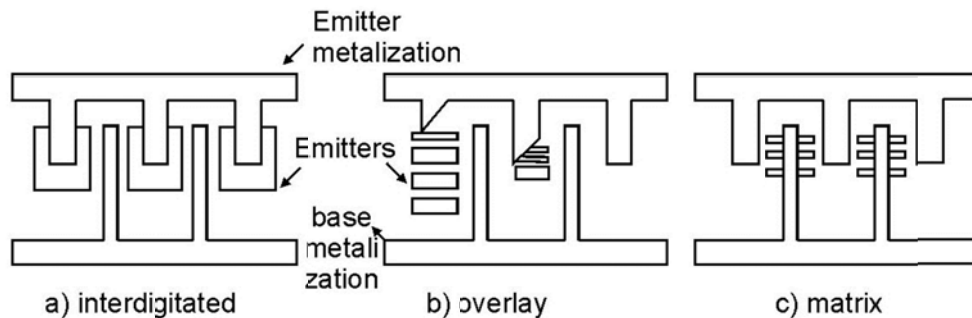 Emitter
metalization
Emitters
base
metali
zation
a) interdigitated
b) overlay
c) matrix